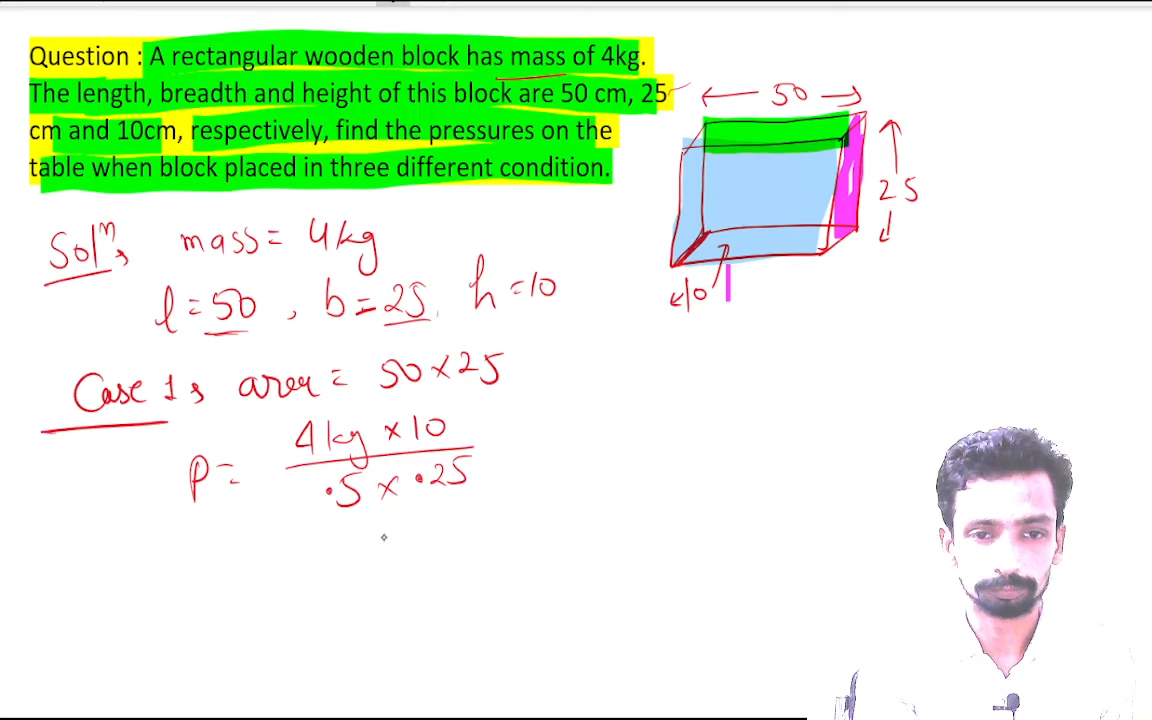 Question : A rectangular wooden block has mass of 4kg.
The length, breadth and height of this block are 50 cm, 25
cm and 10cm, respectively, find the pressures on the
table when block placed in three different condition.
50
25
10
Solⁿ, mass = 4kg
l = 50 , b = 25, h = 10
Case 1, area = 50 × 25
P = 4kg × 10
.5 × .25